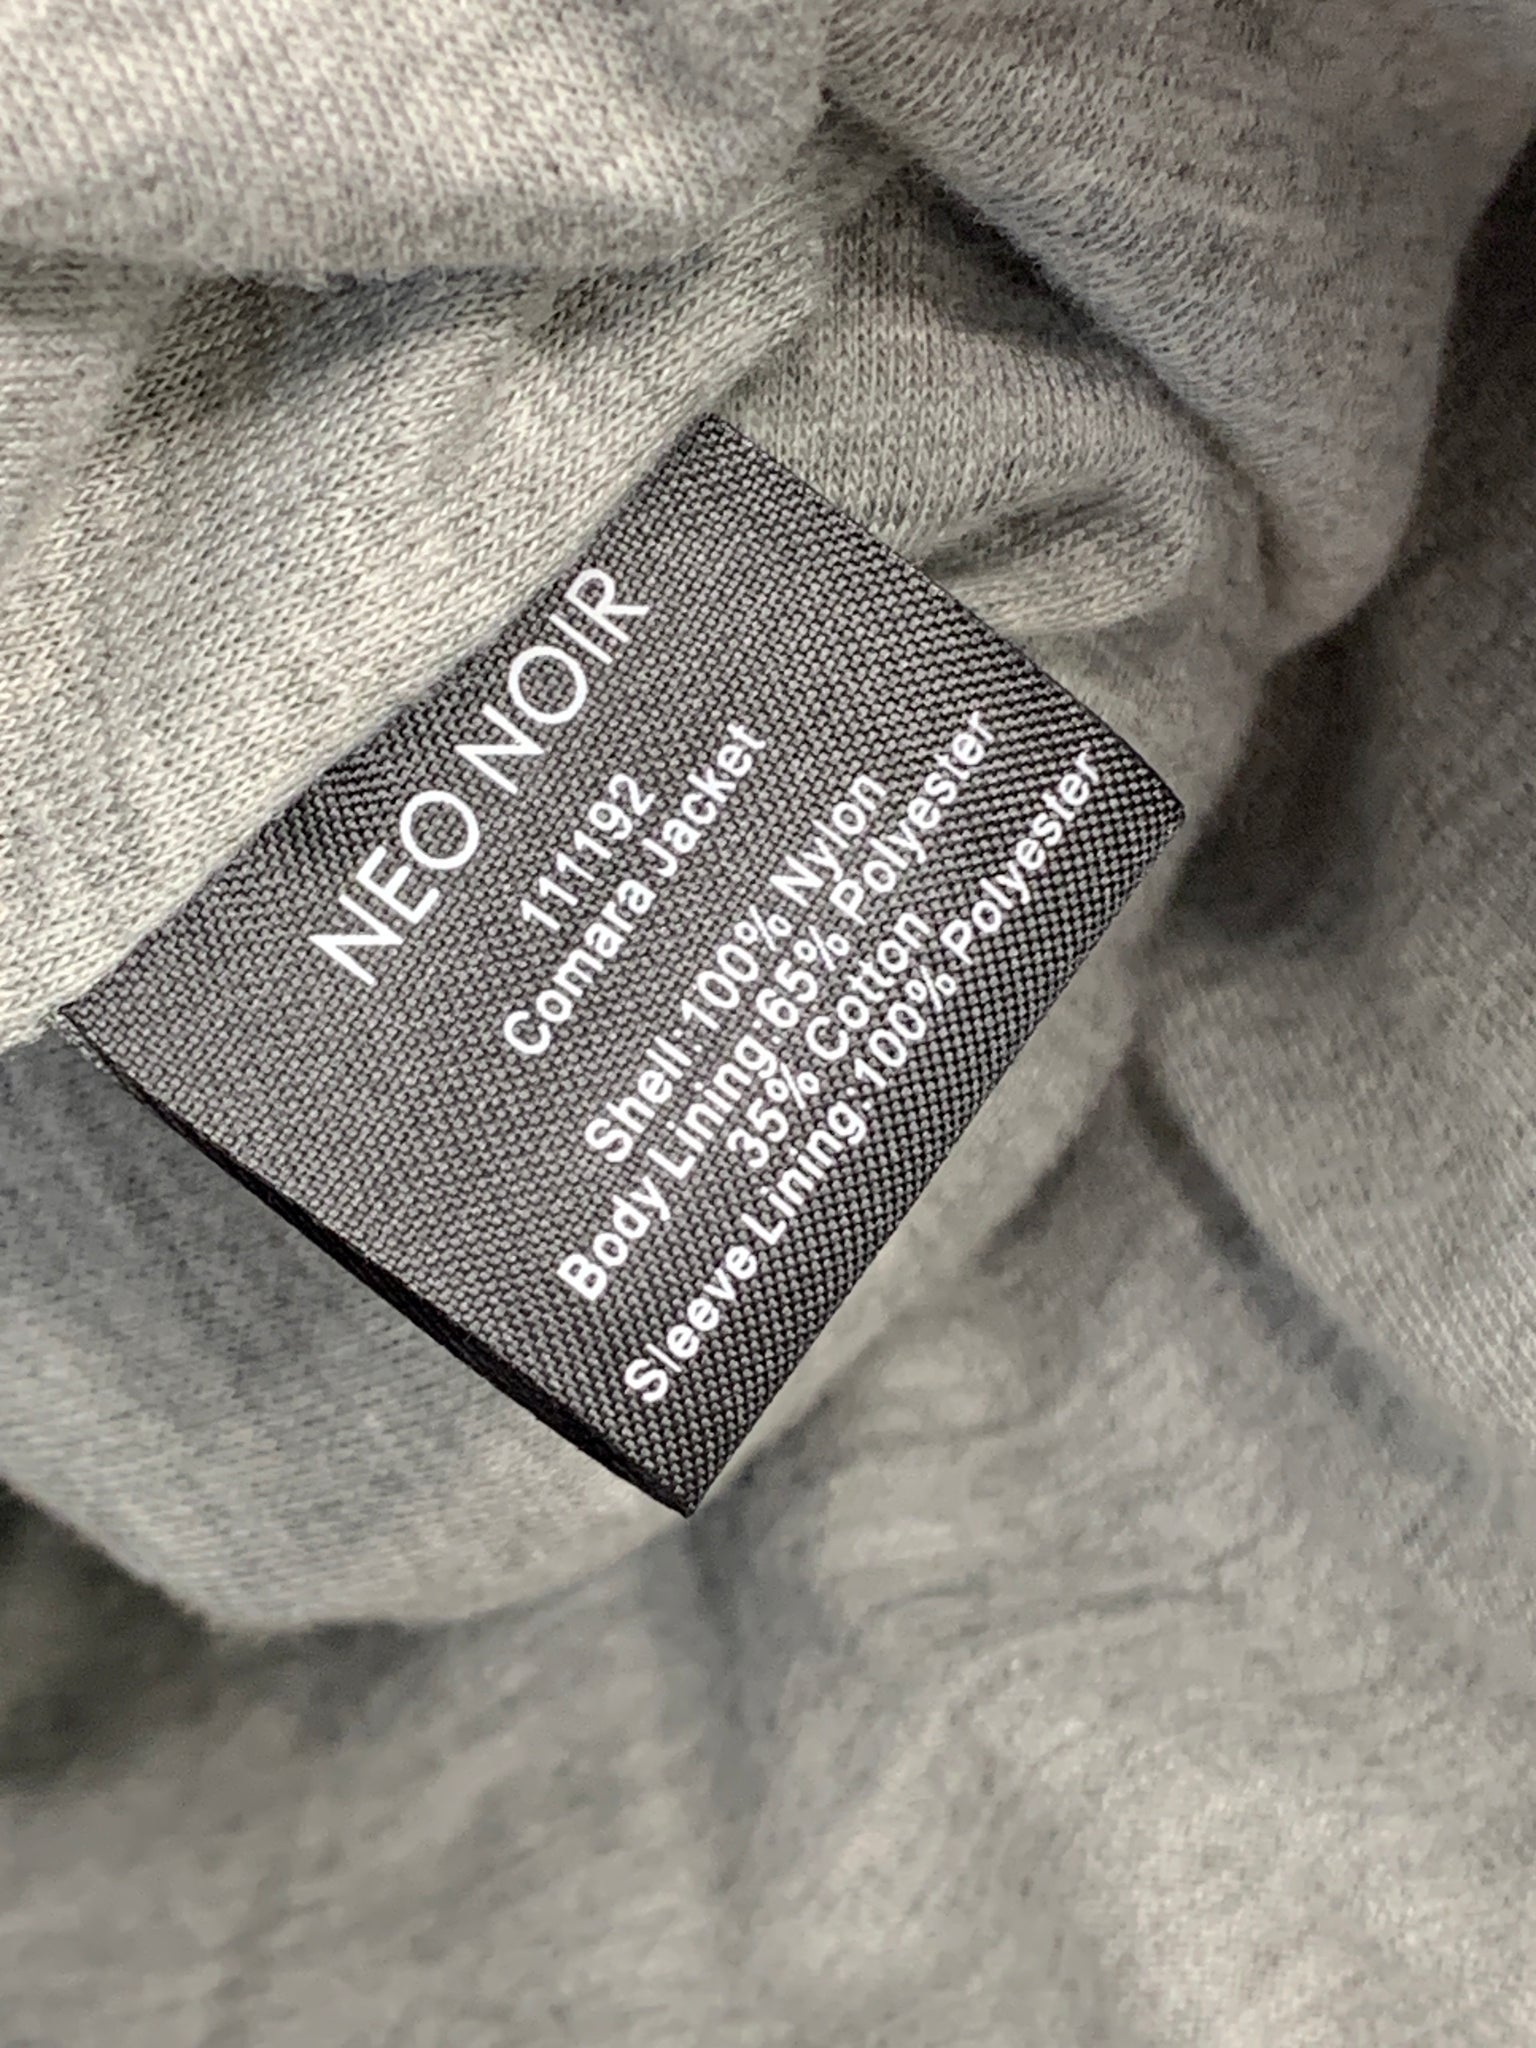 NEO NOIR
111192
Comara Jacket
Shell:100% Nylon
Body Lining:65% Polyester
35% Cotton
Sleeve Lining:100% Polyester